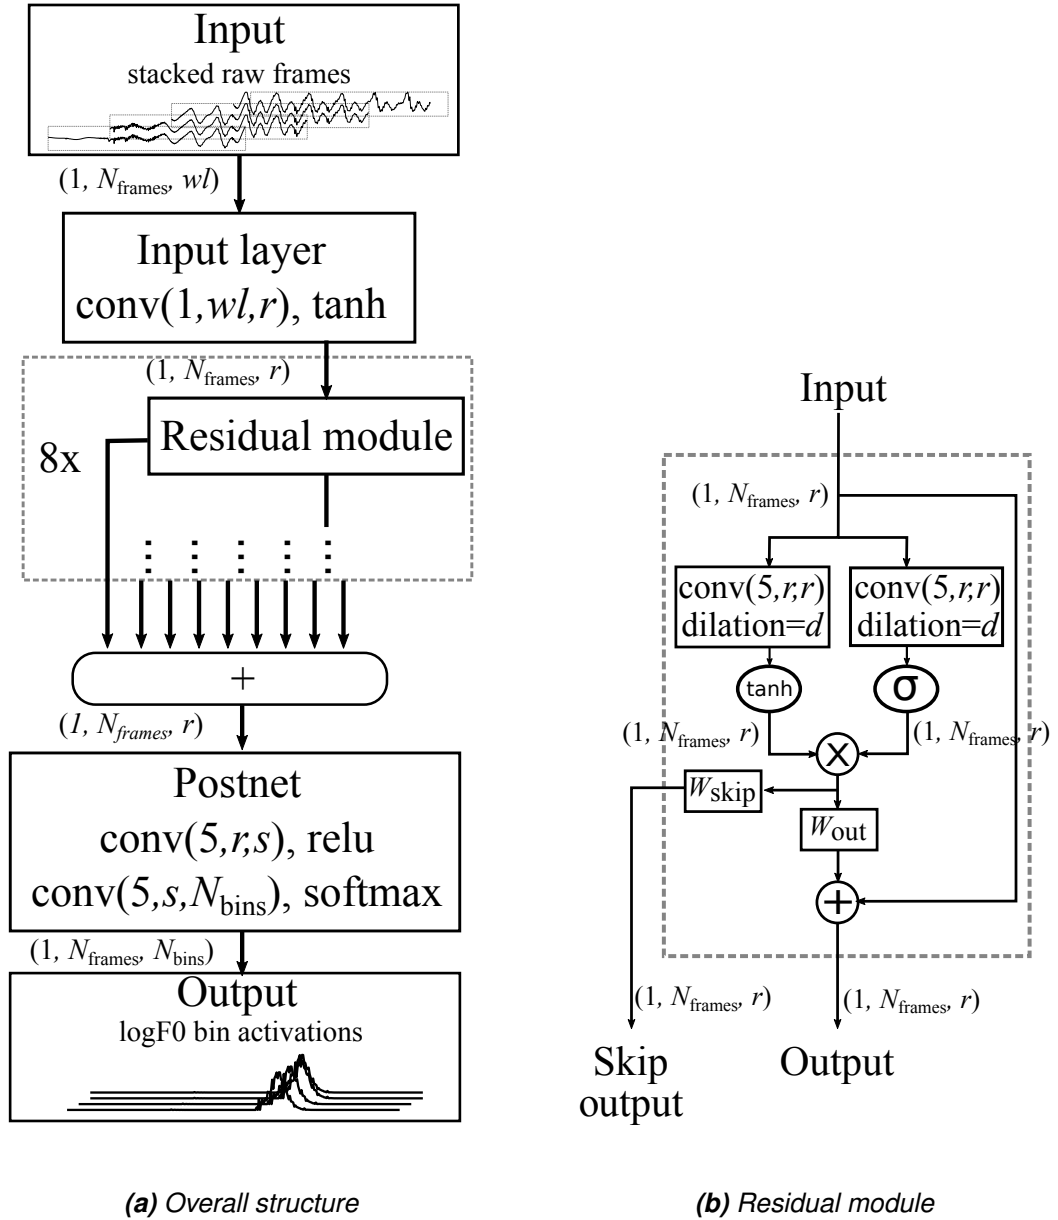 Input
stacked raw frames
(1, N_frames, wl)
Input layer
conv(1,wl,r), tanh
(1, N_frames, r)
Residual module
8x
+
(1, N_frames, r)
Postnet
conv(5,r,s), relu
conv(5,s,N_bins), softmax
(1, N_frames, N_bins)
Output
logF0 bin activations
(a) Overall structure
Input
(1, N_frames, r)
conv(5,r,r)
dilation=d
conv(5,r,r)
dilation=d
tanh
σ
(1, N_frames, r)
(1, N_frames, r)
×
W_skip
W_out
+
(1, N_frames, r)
(1, N_frames, r)
Skip
output
Output
(b) Residual module